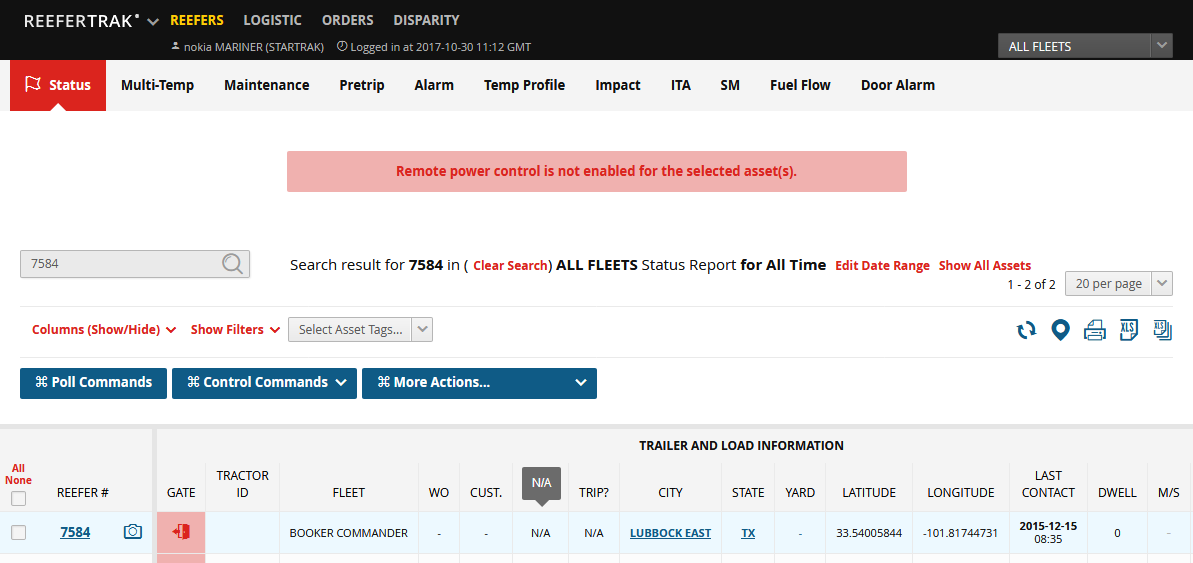 REEFERTRAK REEFERS LOGISTIC ORDERS DISPARITY
nokia MARINER (STARTRAK) Logged in at 2017-10-30 11:12 GMT
ALL FLEETS
Status Multi-Temp Maintenance Pretrip Alarm Temp Profile Impact ITA SM Fuel Flow Door Alarm
Remote power control is not enabled for the selected asset(s).
7584
Search result for 7584 in ( Clear Search) ALL FLEETS Status Report for All Time Edit Date Range Show All Assets
1 - 2 of 2 20 per page
Columns (Show/Hide) Show Filters Select Asset Tags... XLS XLS
⌘ Poll Commands ⌘ Control Commands ⌘ More Actions...
TRAILER AND LOAD INFORMATION
All
None
REEFER # GATE TRACTOR ID FLEET WO CUST. N/A TRIP? CITY STATE YARD LATITUDE LONGITUDE LAST CONTACT DWELL M/S
7584 BOOKER COMMANDER - - N/A N/A LUBBOCK EAST TX - 33.54005844 -101.81744731 2015-12-15 08:35 0 -